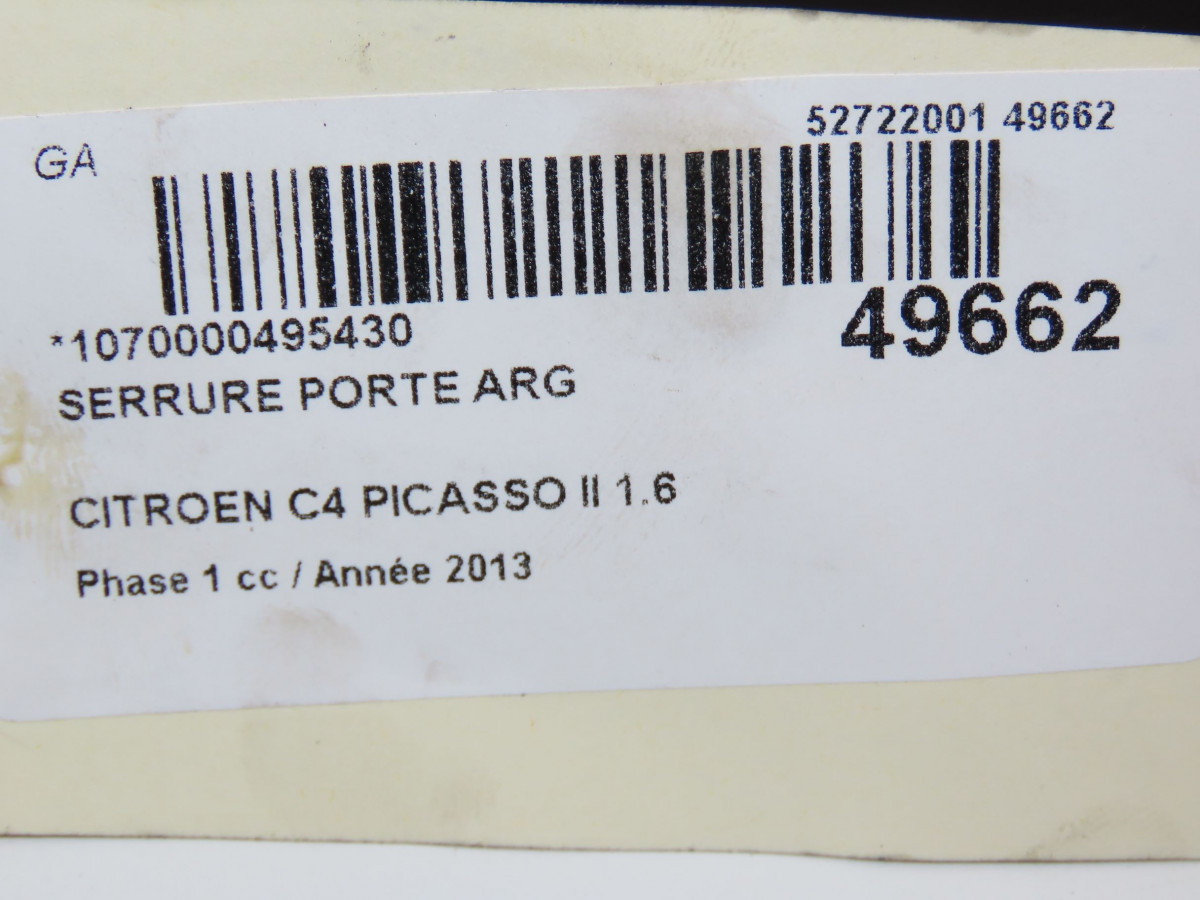 52722001 49662
GA
49662
*1070000495430
SERRURE PORTE ARG
CITROEN C4 PICASSO II 1.6
Phase 1 cc / Année 2013